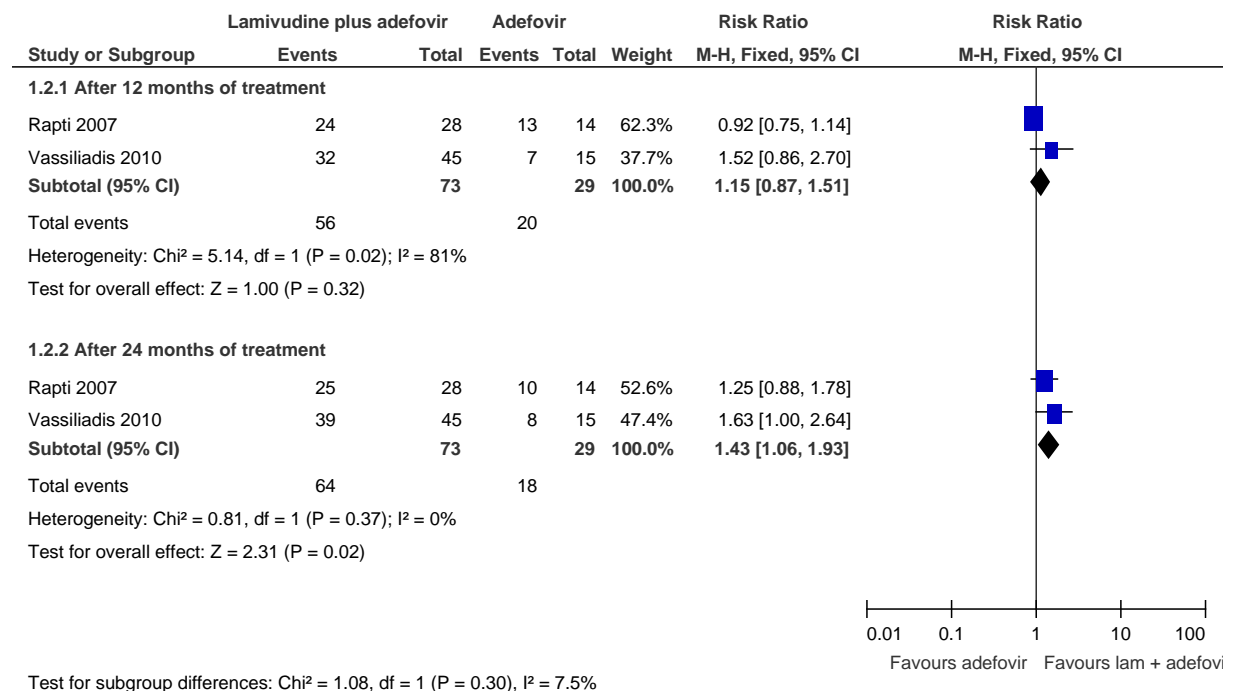 Lamivudine plus adefovir Adefovir Risk Ratio Risk Ratio
Study or Subgroup Events Total Events Total Weight M-H, Fixed, 95% CI M-H, Fixed, 95% CI
1.2.1 After 12 months of treatment
Rapti 2007 24 28 13 14 62.3% 0.92 [0.75, 1.14]
Vassiliadis 2010 32 45 7 15 37.7% 1.52 [0.86, 2.70]
Subtotal (95% CI) 73 29 100.0% 1.15 [0.87, 1.51]
Total events 56 20
Heterogeneity: Chi² = 5.14, df = 1 (P = 0.02); I² = 81%
Test for overall effect: Z = 1.00 (P = 0.32)
1.2.2 After 24 months of treatment
Rapti 2007 25 28 10 14 52.6% 1.25 [0.88, 1.78]
Vassiliadis 2010 39 45 8 15 47.4% 1.63 [1.00, 2.64]
Subtotal (95% CI) 73 29 100.0% 1.43 [1.06, 1.93]
Total events 64 18
Heterogeneity: Chi² = 0.81, df = 1 (P = 0.37); I² = 0%
Test for overall effect: Z = 2.31 (P = 0.02)
0.01 0.1 1 10 100
Favours adefovir Favours lam + adefovi
Test for subgroup differences: Chi² = 1.08, df = 1 (P = 0.30), I² = 7.5%